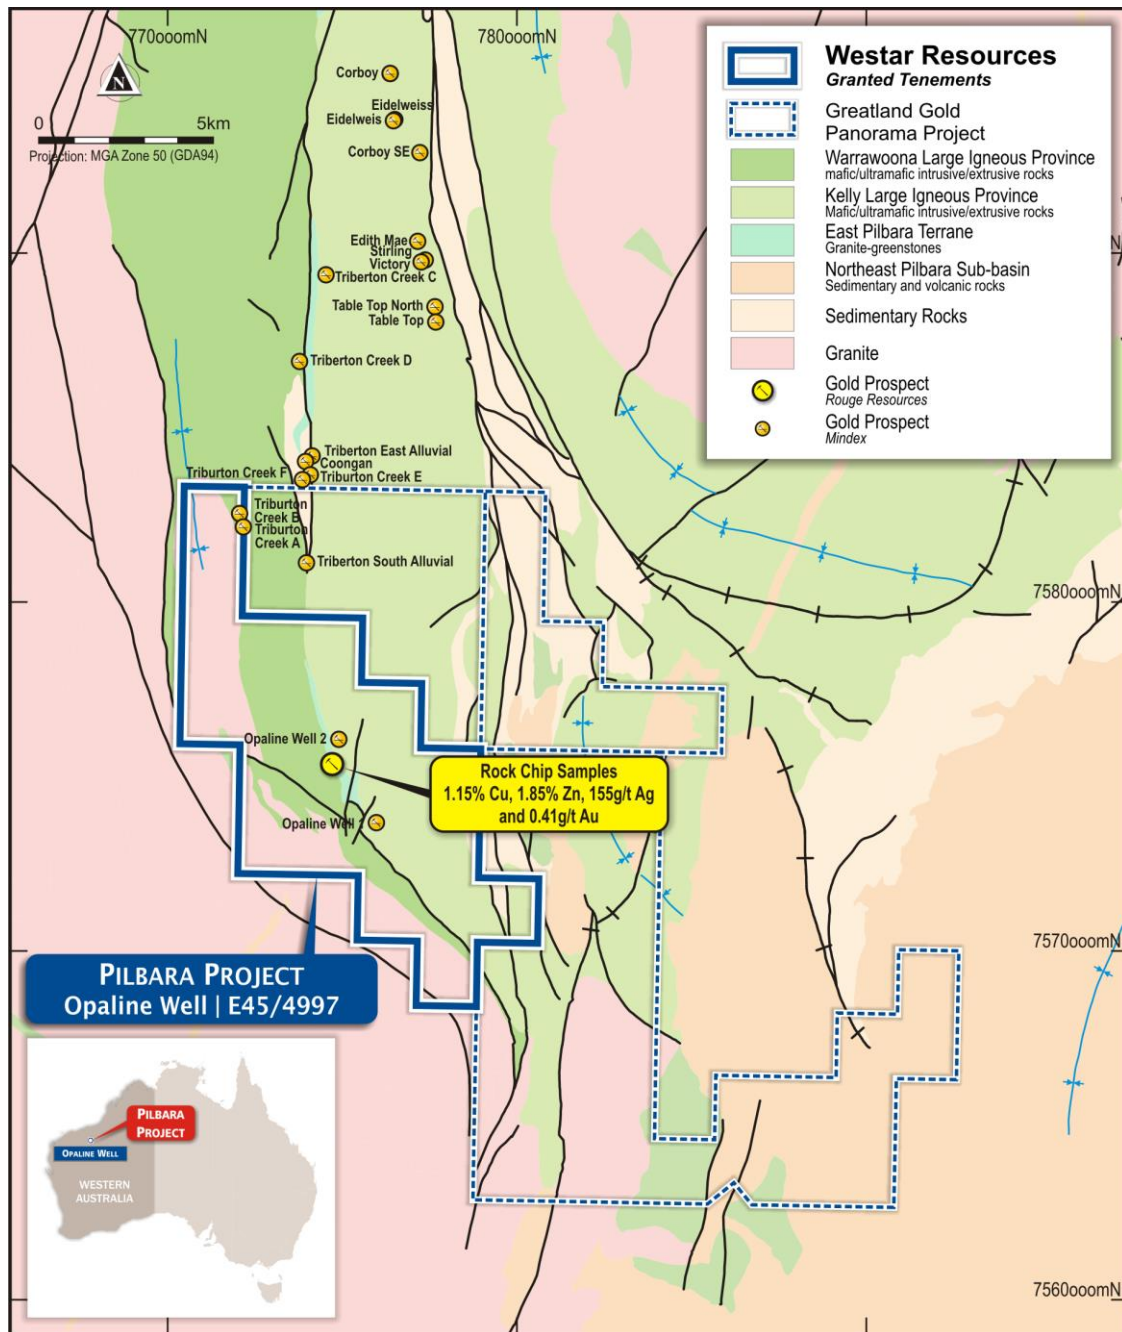 770000mN
780000mN
N
0
5km
Projection: MGA Zone 50 (GDA94)
Westar Resources
Granted Tenements
Greatland Gold
Panorama Project
Warrawoona Large Igneous Province
mafic/ultramafic intrusive/extrusive rocks
Kelly Large Igneous Province
Mafic/ultramafic intrusive/extrusive rocks
East Pilbara Terrane
Granite-greenstones
Northeast Pilbara Sub-basin
Sedimentary and volcanic rocks
Sedimentary Rocks
Granite
Gold Prospect
Rouge Resources
Gold Prospect
Mindex
Corboy
Eidelweiss
Eidelweis
Corboy SE
Edith Mae
Stirling
Victory
Triberton Creek C
Table Top North
Table Top
Triberton Creek D
Triberton East Alluvial
Coongan
Triburton Creek F
Triburton Creek E
Triburton
Creek B
Triburton
Creek A
Triberton South Alluvial
7580000mN
Opaline Well 2
Rock Chip Samples
1.15% Cu, 1.85% Zn, 155g/t Ag
and 0.41g/t Au
Opaline Well 1
7570000mN
PILBARA PROJECT
Opaline Well | E45/4997
PILBARA
PROJECT
OPALINE WELL
WESTERN
AUSTRALIA
7560000mN